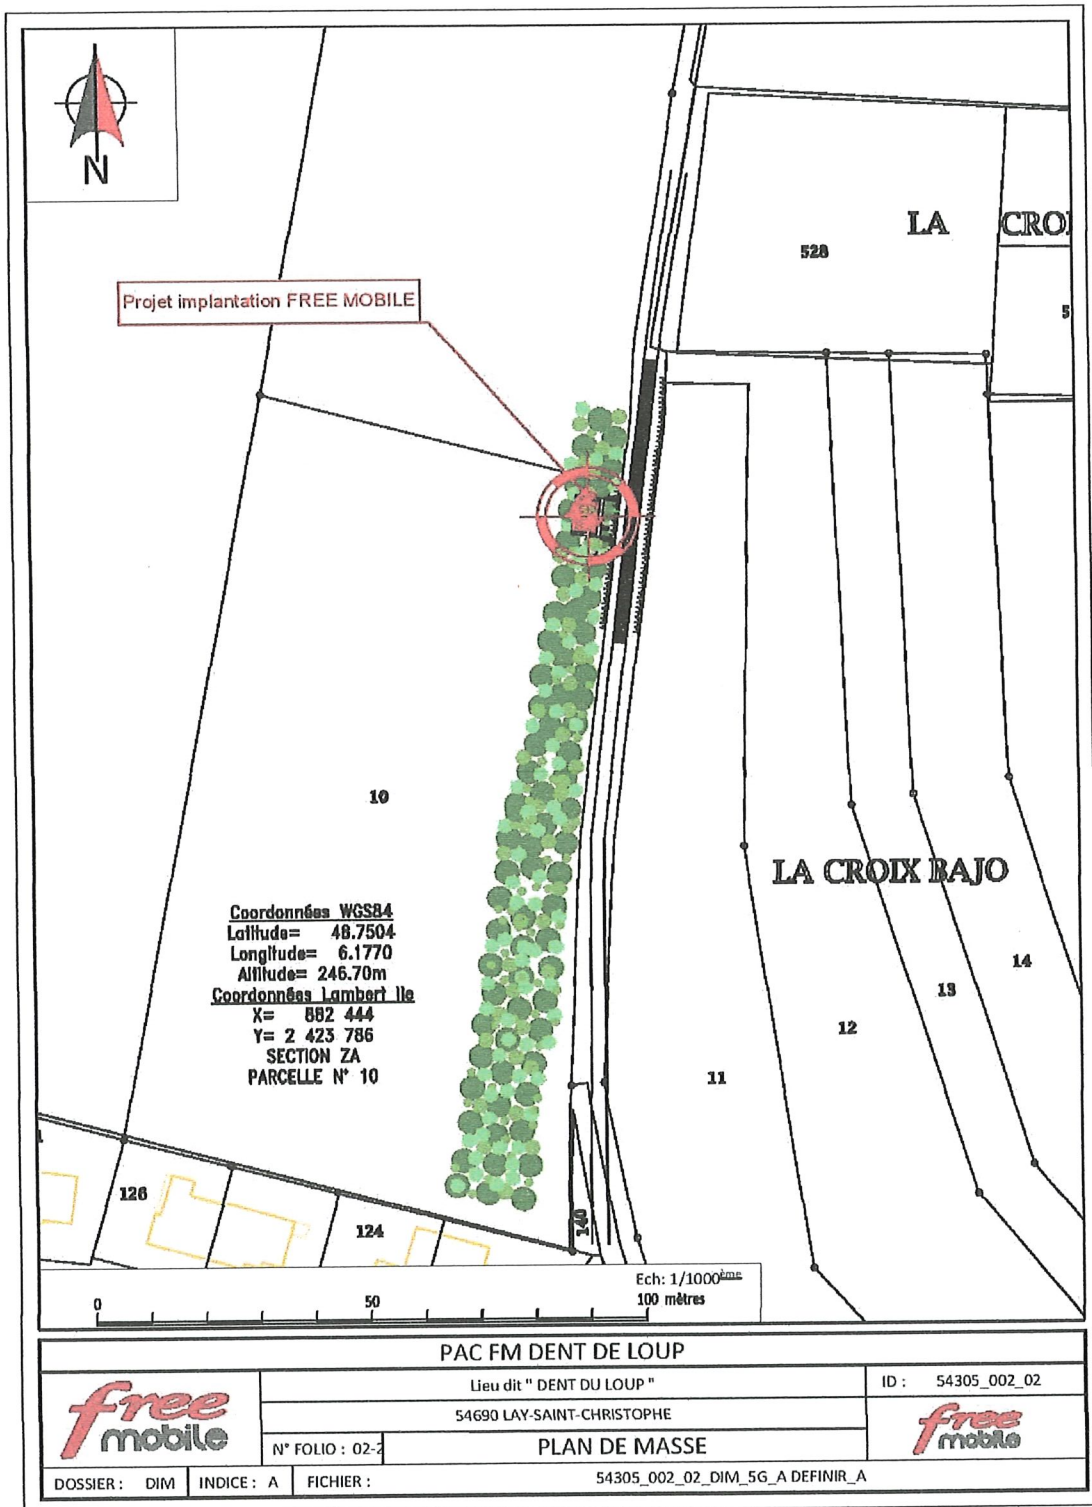 N
LA CROI
528
5
Projet implantation FREE MOBILE
10
LA CROIX BAJO
Coordonnées WGS84
Latitude= 48.7504
Longitude= 6.1770
Altitude= 246.70m
Coordonnées Lambert IIe
X= 882 444
Y= 2 423 786
SECTION ZA
PARCELLE N° 10
14
13
12
11
126
124
140
Ech: 1/1000ème
0 50 100 mètres
PAC FM DENT DE LOUP
free mobile
Lieu dit " DENT DU LOUP "
ID : 54305_002_02
54690 LAY-SAINT-CHRISTOPHE
free mobile
N° FOLIO : 02-2
PLAN DE MASSE
DOSSIER : DIM INDICE : A FICHIER : 54305_002_02_DIM_5G_A DEFINIR_A